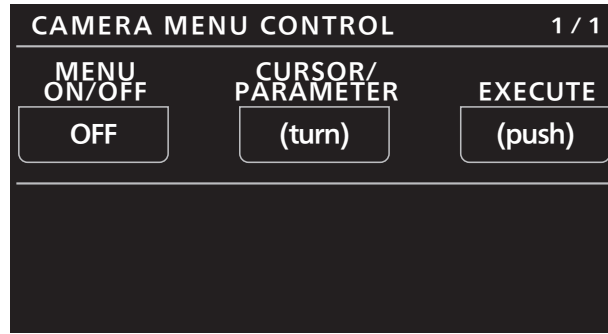 CAMERA MENU CONTROL 1 / 1
MENU
ON/OFF
CURSOR/
PARAMETER
EXECUTE
OFF
(turn)
(push)